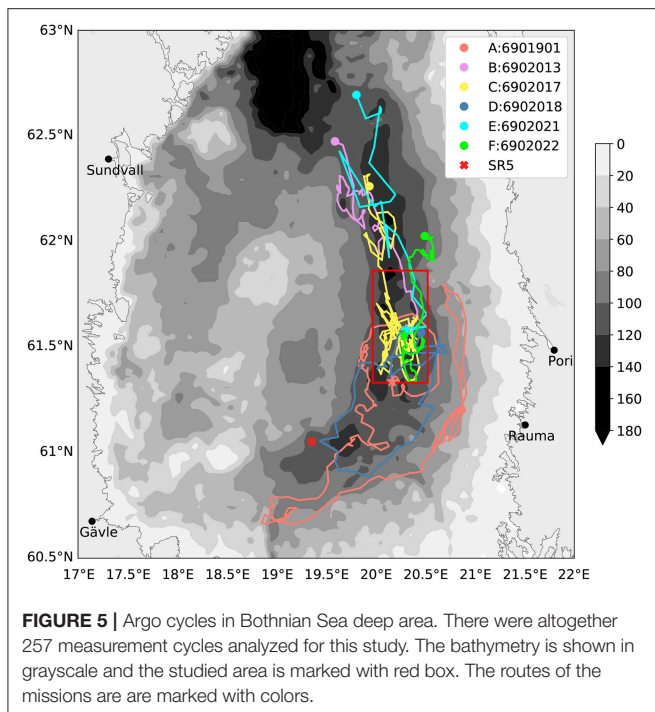 63°N
62.5°N
62°N
61.5°N
61°N
60.5°N
17°E 17.5°E 18°E 18.5°E 19°E 19.5°E 20°E 20.5°E 21°E 21.5°E 22°E
A:6901901
B:6902013
C:6902017
D:6902018
E:6902021
F:6902022
SR5
Sundvall
Pori
Rauma
Gävle
0
20
40
60
80
100
120
140
160
180
FIGURE 5 | Argo cycles in Bothnian Sea deep area. There were altogether
257 measurement cycles analyzed for this study. The bathymetry is shown in
grayscale and the studied area is marked with red box. The routes of the
missions are are marked with colors.